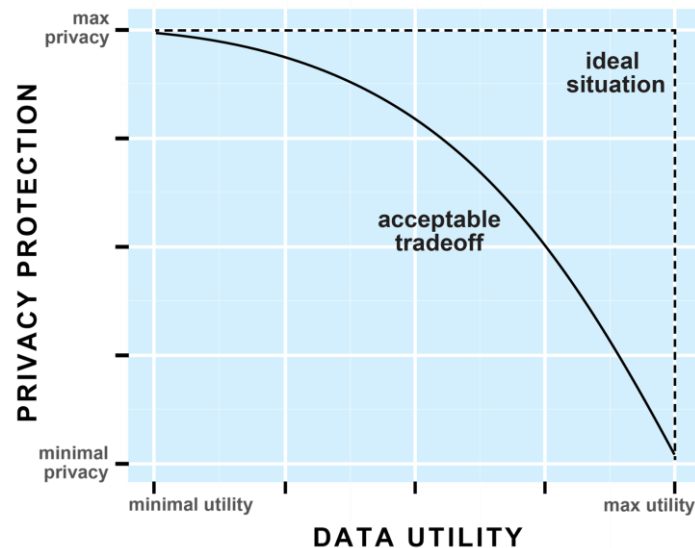 max
privacy
ideal
situation
PRIVACY PROTECTION
acceptable
tradeoff
minimal
privacy
minimal utility
max utility
DATA UTILITY